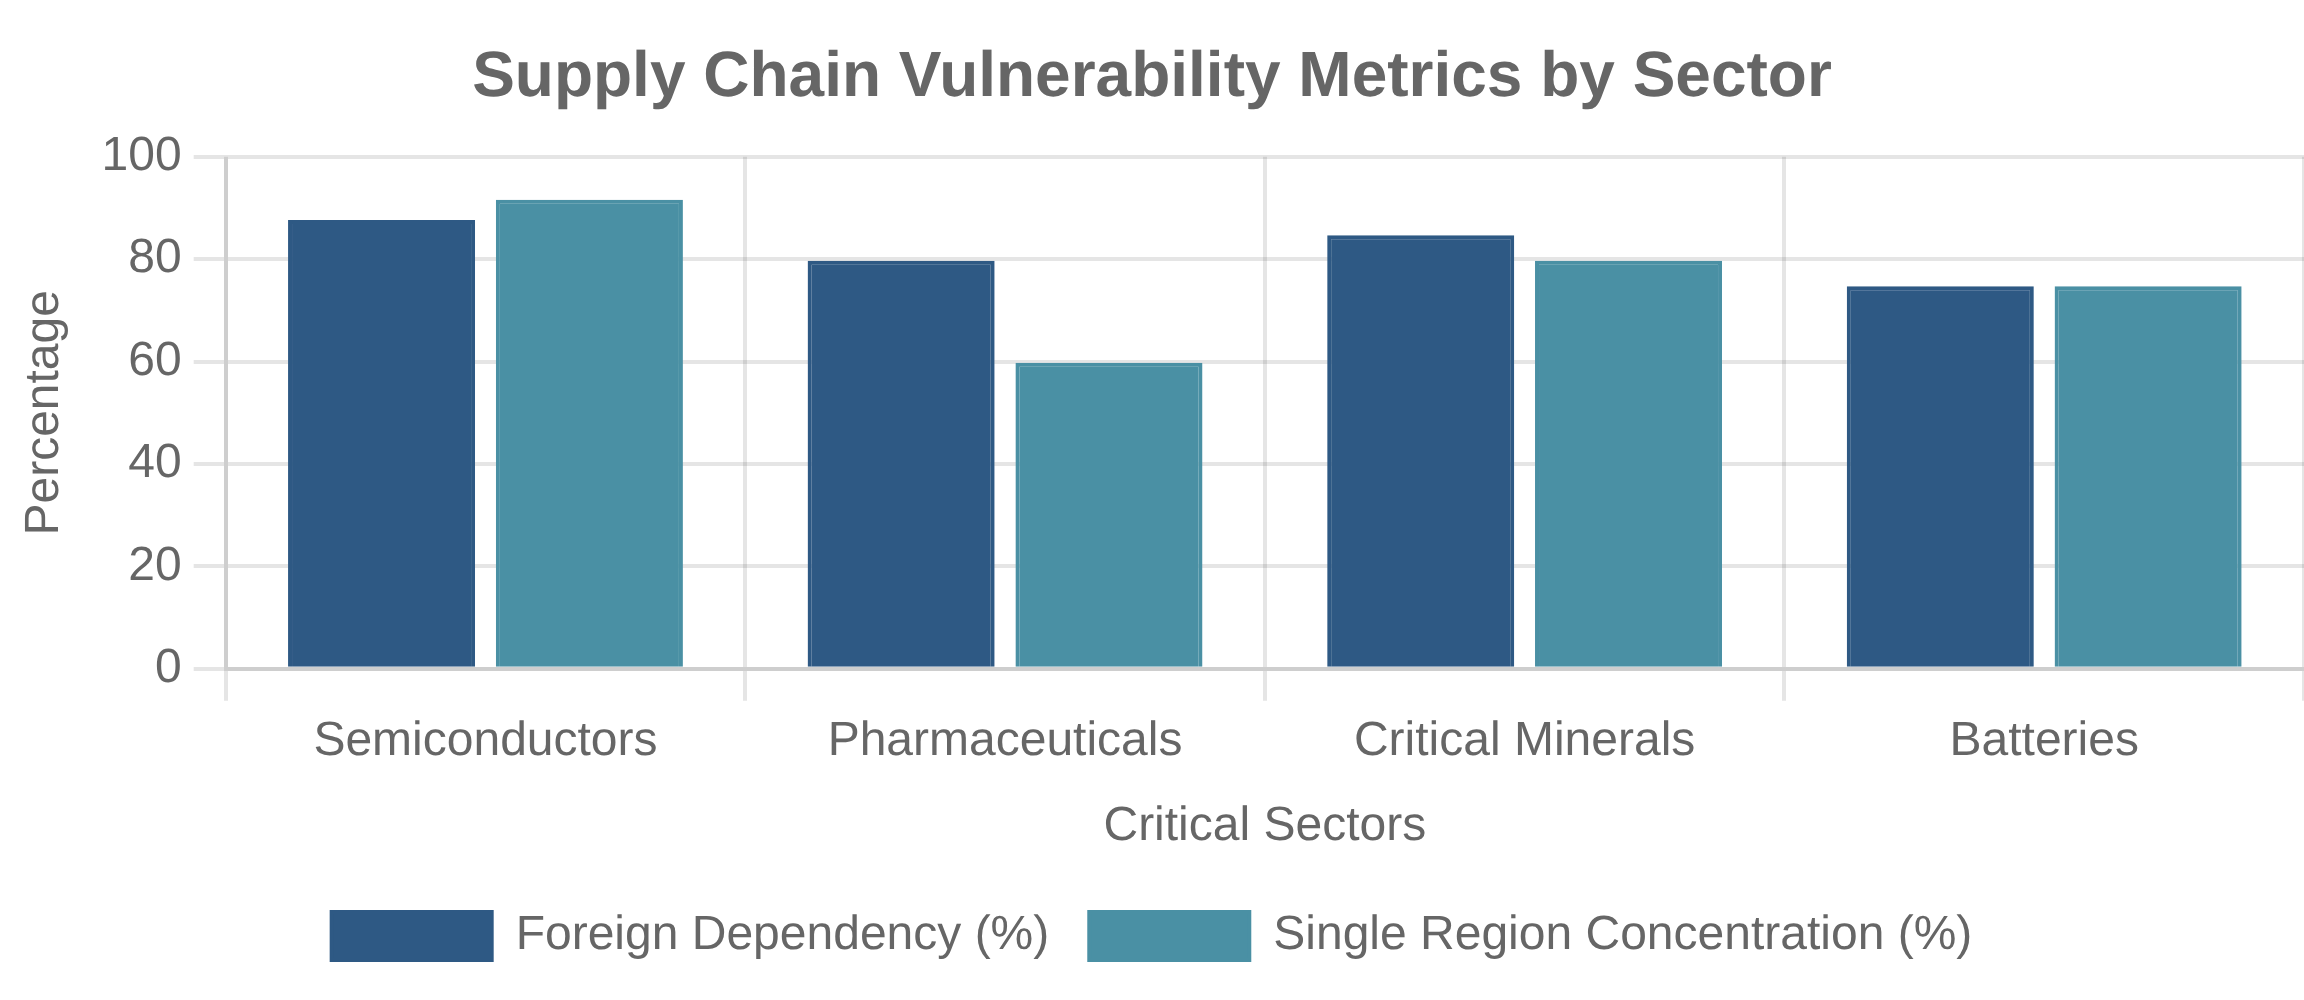 Supply Chain Vulnerability Metrics by Sector
100
80
60
40
20
0
Percentage
Semiconductors Pharmaceuticals Critical Minerals Batteries
Critical Sectors
Foreign Dependency (%) Single Region Concentration (%)